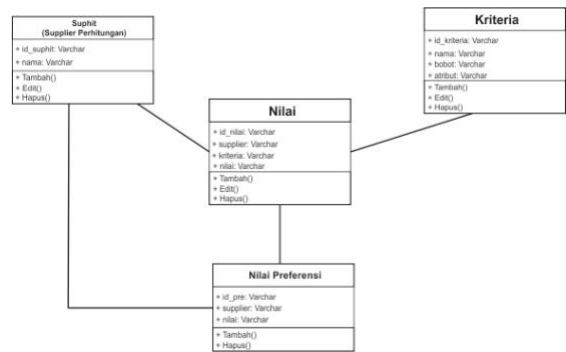 Suphit
(Supplier Perhitungan)
+ id_suphit: Varchar
+ nama: Varchar
+ Tambah()
+ Edit()
+ Hapus()
Kriteria
+ id_kriteria: Varchar
+ nama: Varchar
+ bobot: Varchar
+ atribut: Varchar
+ Tambah()
+ Edit()
+ Hapus()
Nilai
+ id_nilai: Varchar
+ supplier: Varchar
+ kriteria: Varchar
+ nilai: Varchar
+ Tambah()
+ Edit()
+ Hapus()
Nilai Preferensi
+ id_pre: Varchar
+ supplier: Varchar
+ nilai: Varchar
+ Tambah()
+ Hapus()